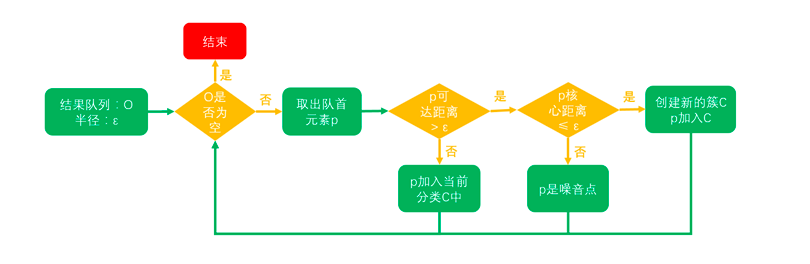 结束
是
结果队列：O
半径：ε
O是
否为
空
否
取出队首
元素p
p可
达距离
> ε
是
p核
心距离
≤ ε
是
创建新的簇C
p加入C
否
p加入当前
分类C中
否
p是噪音点